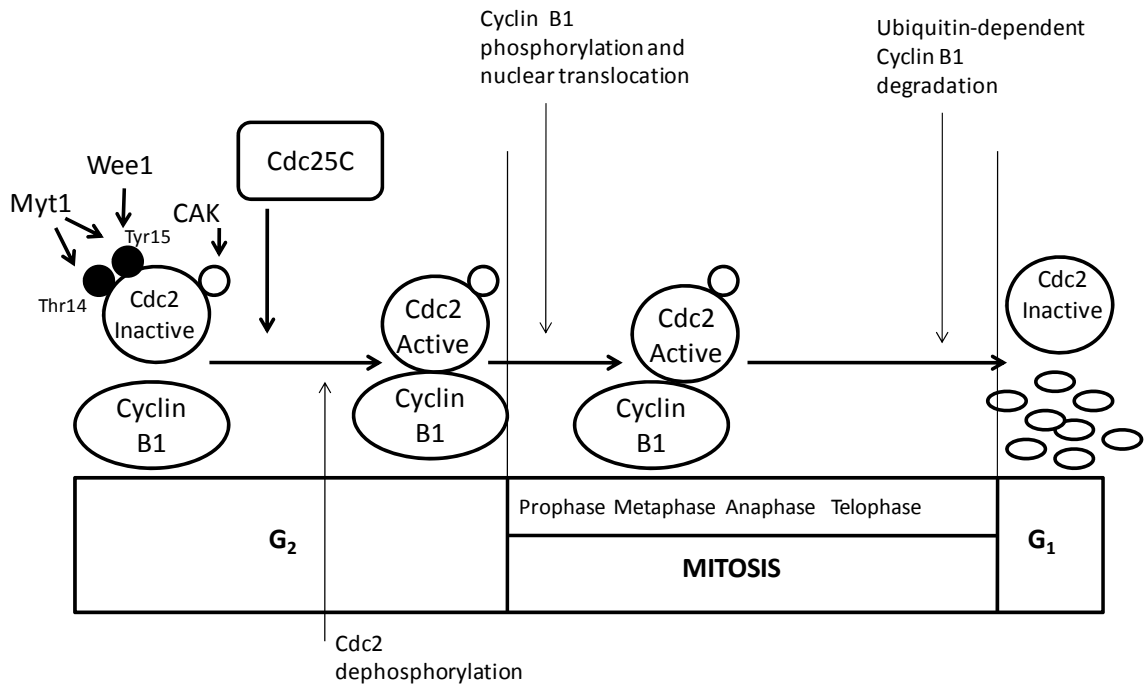 Cyclin B1
phosphorylation and
nuclear translocation
Ubiquitin-dependent
Cyclin B1
degradation
Wee1
Cdc25C
Myt1
CAK
Tyr15
Thr14
Cdc2
Inactive
Cdc2
Active
Cdc2
Active
Cdc2
Inactive
Cyclin
B1
Cyclin
B1
Cyclin
B1
Prophase Metaphase Anaphase Telophase
G₂
MITOSIS
G₁
Cdc2
dephosphorylation